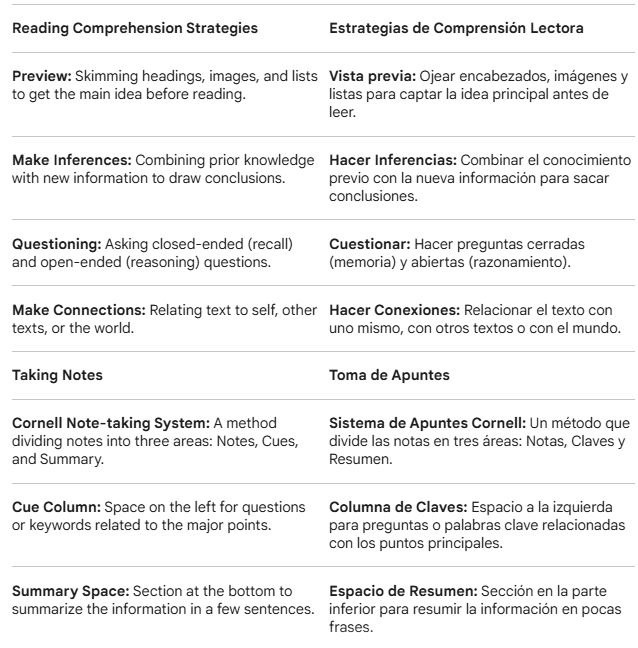 Reading Comprehension Strategies
Estrategias de Comprensión Lectora
Preview: Skimming headings, images, and lists
to get the main idea before reading.
Vista previa: Ojear encabezados, imágenes y
listas para captar la idea principal antes de
leer.
Make Inferences: Combining prior knowledge
with new information to draw conclusions.
Hacer Inferencias: Combinar el conocimiento
previo con la nueva información para sacar
conclusiones.
Questioning: Asking closed-ended (recall)
and open-ended (reasoning) questions.
Cuestionar: Hacer preguntas cerradas
(memoria) y abiertas (razonamiento).
Make Connections: Relating text to self, other
texts, or the world.
Hacer Conexiones: Relacionar el texto con
uno mismo, con otros textos o con el mundo.
Taking Notes
Toma de Apuntes
Cornell Note-taking System: A method
dividing notes into three areas: Notes, Cues,
and Summary.
Sistema de Apuntes Cornell: Un método que
divide las notas en tres áreas: Notas, Claves y
Resumen.
Cue Column: Space on the left for questions
or keywords related to the major points.
Columna de Claves: Espacio a la izquierda
para preguntas o palabras clave relacionadas
con los puntos principales.
Summary Space: Section at the bottom to
summarize the information in a few sentences.
Espacio de Resumen: Sección en la parte
inferior para resumir la información en pocas
frases.